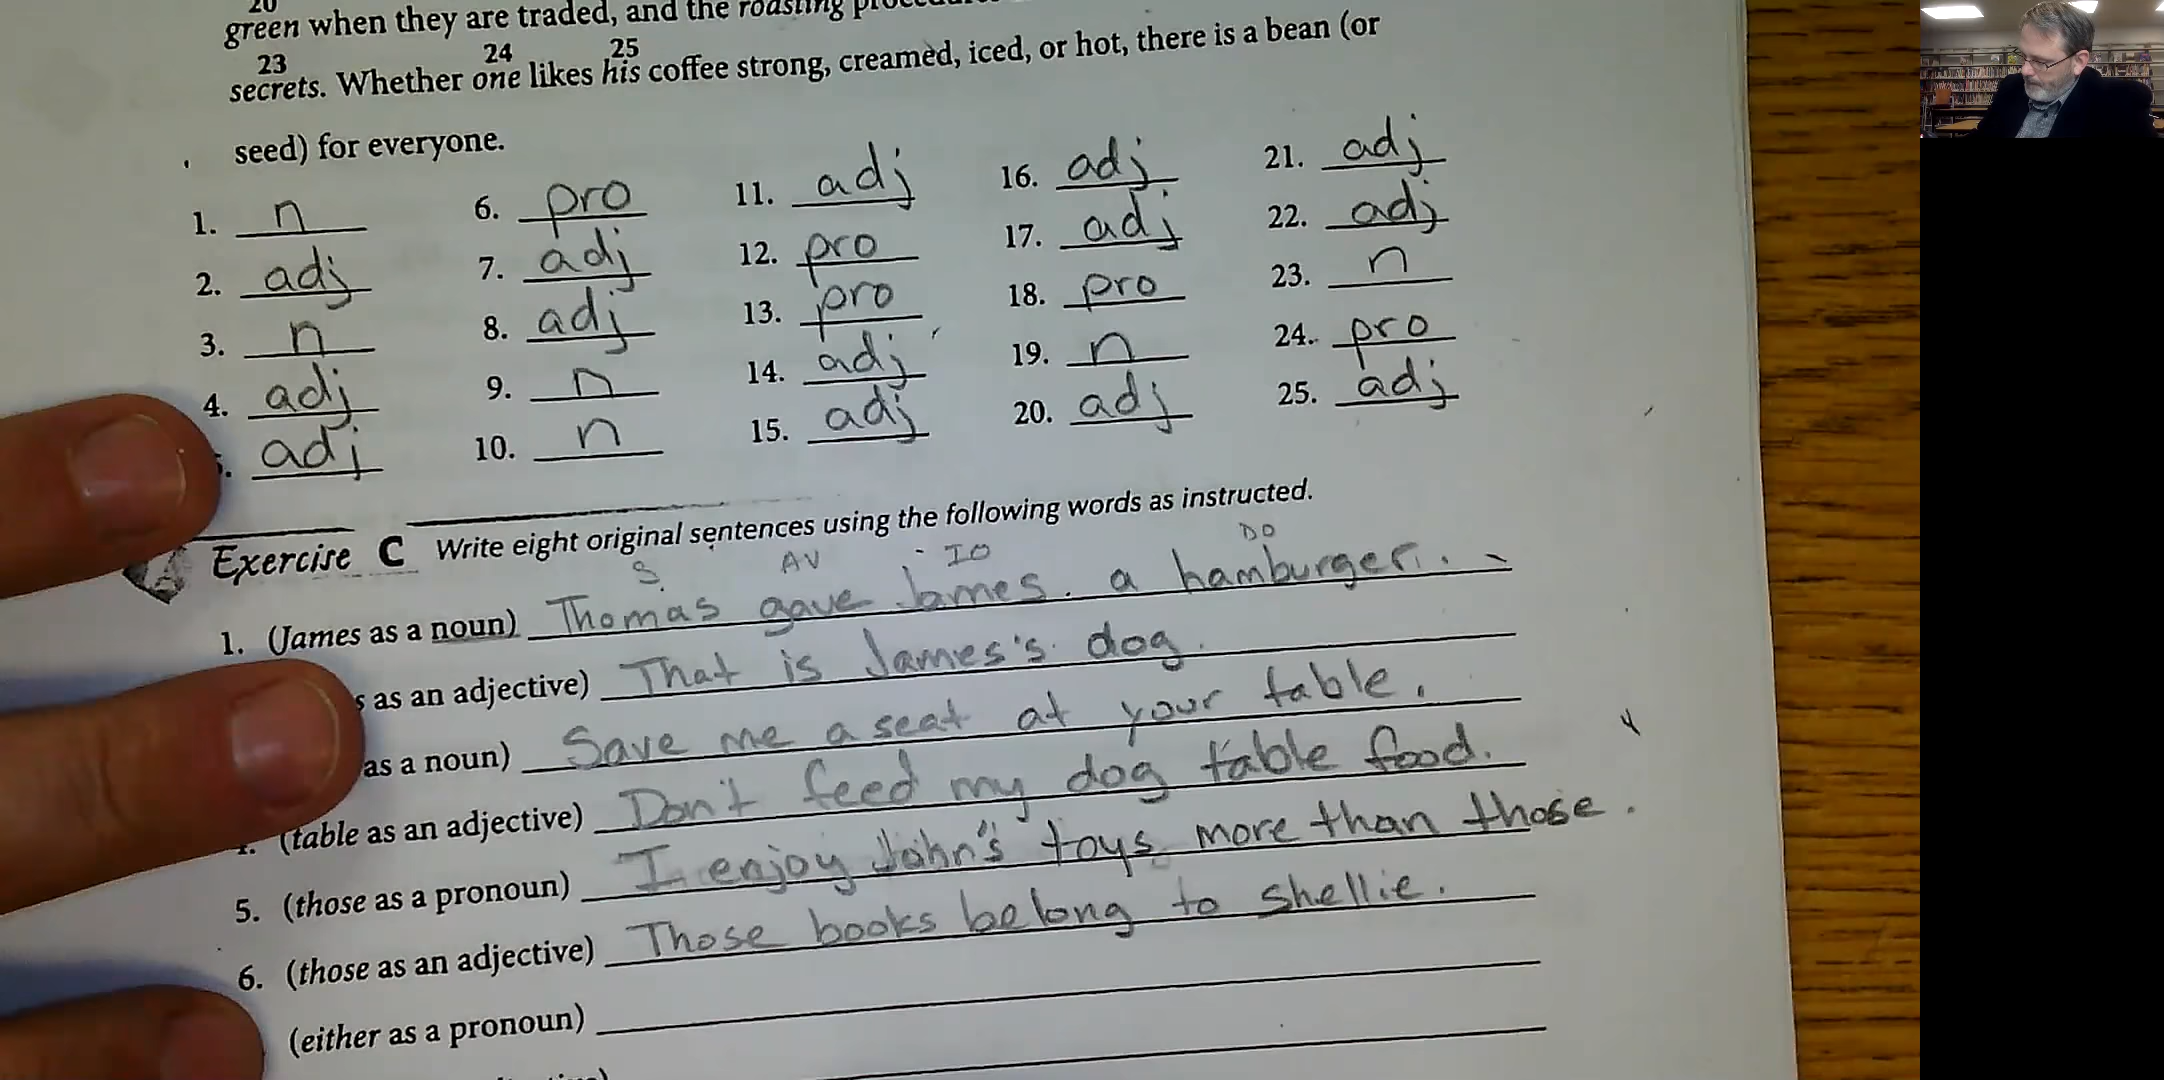 20
green when they are traded, and the roasting
23 24 25
secrets. Whether one likes his coffee strong, creamed, iced, or hot, there is a bean (or
seed) for everyone.
1. n 6. pro 11. adj 16. adj 21. adj
2. adj 7. adj 12. pro 17. adj 22. adj
3. n 8. adj 13. pro 18. pro 23. n
4. adj 9. n 14. adj 19. n 24. pro
adj 10. n 15. adj 20. adj 25. adj
Exercise C Write eight original sentences using the following words as instructed.
S AV IO DO
1. (James as a noun) Thomas gave James a hamburger.
s as an adjective) That is James's dog.
as a noun) Save me a seat at your table.
(table as an adjective) Don't feed my dog table food.
5. (those as a pronoun) I enjoy John's toys more than those.
6. (those as an adjective) Those books belong to shellie.
(either as a pronoun)